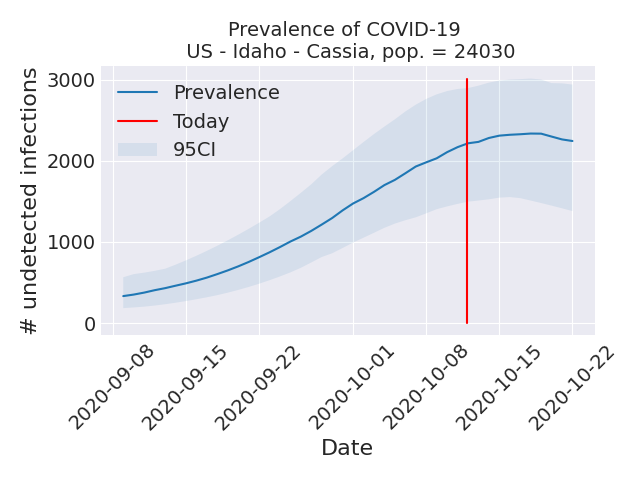 Prevalence of COVID-19
US - Idaho - Cassia, pop. = 24030
# undetected infections
3000
2000
1000
0
Prevalence
Today
95CI
2020-09-08
2020-09-15
2020-09-22
2020-10-01
2020-10-08
2020-10-15
2020-10-22
Date